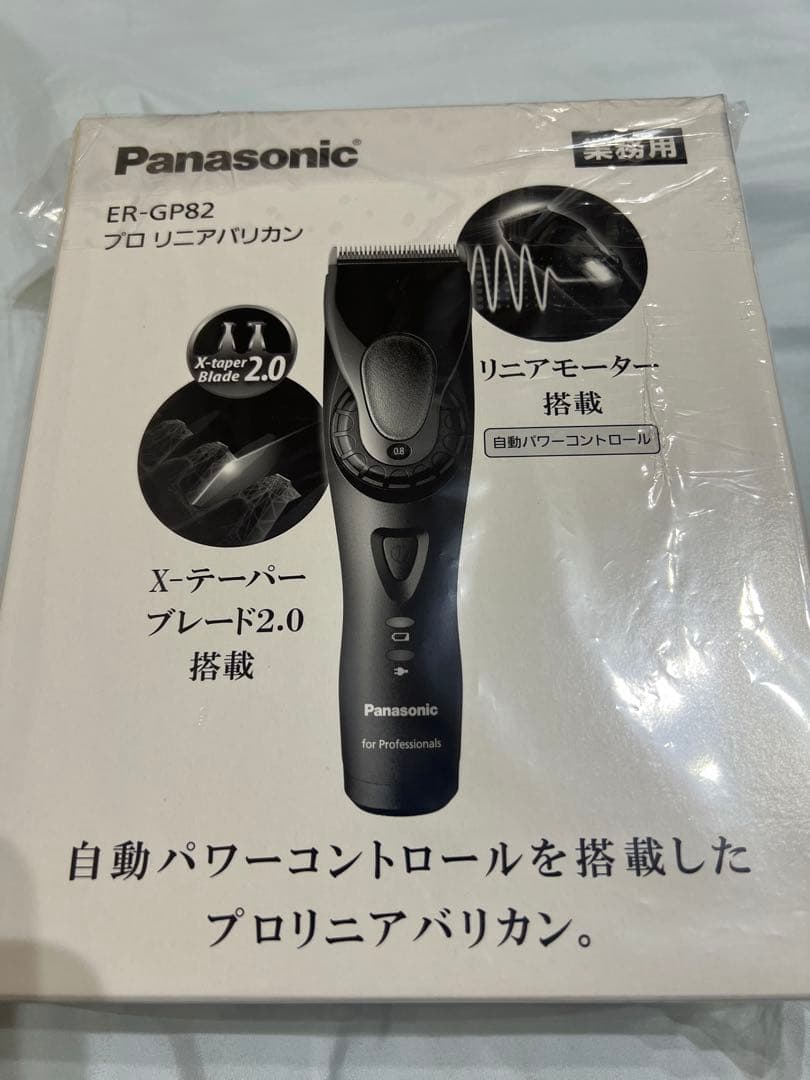 Panasonic®
業務用
ER-GP82
プロ リニアバリカン
X-taper
Blade 2.0
リニアモーター
搭載
自動パワーコントロール
0.8
X-テーパー
ブレード2.0
搭載
Panasonic
for Professionals
自動パワーコントロールを搭載した
プロリニアバリカン。